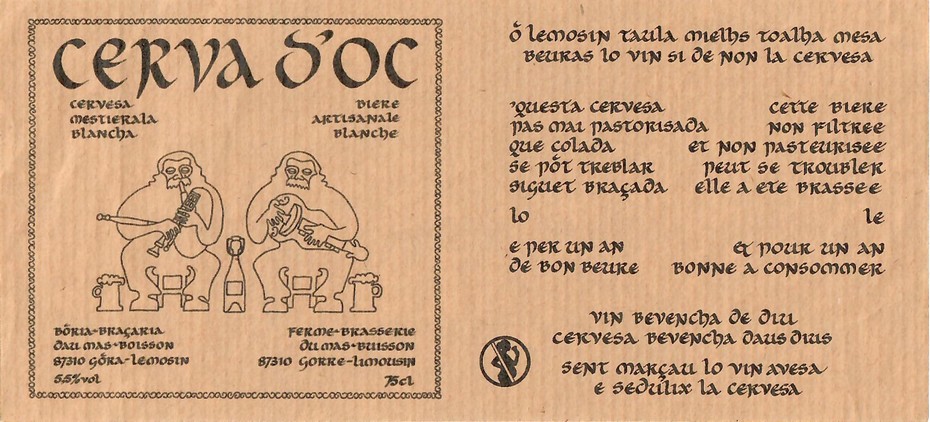 CERVA D'OC
CERVESA
MESTIERALA
BLANCHA
BIERE
ARTISANALE
BLANCHE
BÒRIA-BRAÇARIA
DAU MAS-BOISSON
87310 GÒRA-LEMOSIN
5,5% vol
FERME-BRASSERIE
DU MAS-BUISSON
87310 GORRE-LIMOUSIN
75cl
Ô LEMOSIN TAULA MIELHS TOALHA MESA
BEURAS LO VIN SI DE NON LA CERVESA
'QUESTA CERVESA
PAS MAI PASTORISADA
QUE COLADA
SE PÒT TREBLAR
SIGUET BRAÇADA
LO
E PER UN AN
DE BON BEURE
CETTE BIERE
NON FILTREE
ET NON PASTEURISEE
PEUT SE TROUBLER
ELLE A ETE BRASSEE
LE
ET POUR UN AN
BONNE A CONSOMMER
VIN BEVENCHA DE DIU
CERVESA BEVENCHA DAUS DIUS
SENT MARÇAU LO VIN AVESA
E SEDULIX LA CERVESA